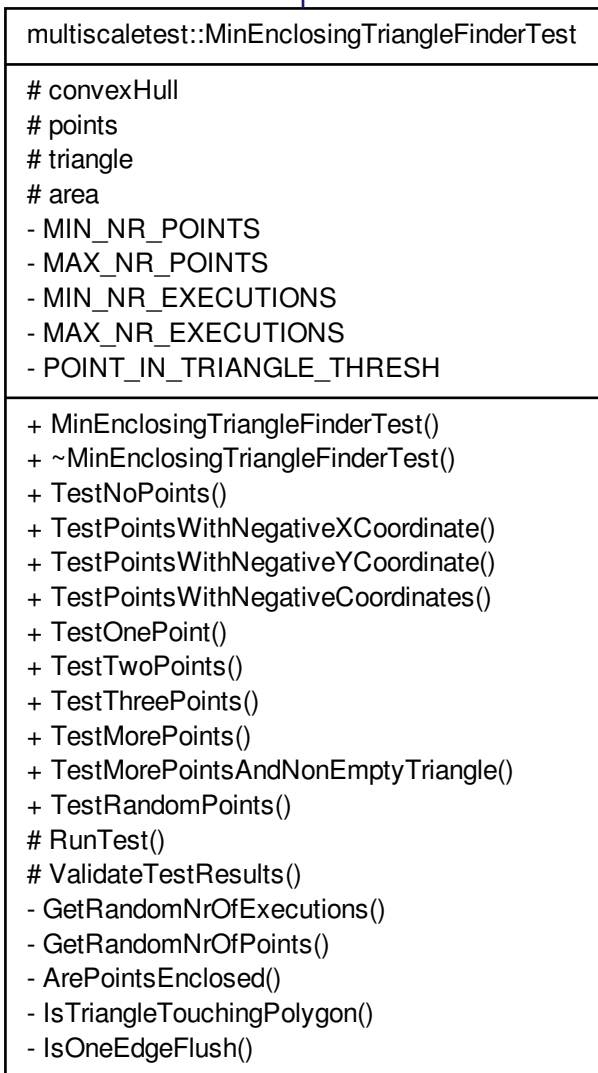 multiscaletest::MinEnclosingTriangleFinderTest
# convexHull
# points
# triangle
# area
- MIN_NR_POINTS
- MAX_NR_POINTS
- MIN_NR_EXECUTIONS
- MAX_NR_EXECUTIONS
- POINT_IN_TRIANGLE_THRESH
+ MinEnclosingTriangleFinderTest()
+ ~MinEnclosingTriangleFinderTest()
+ TestNoPoints()
+ TestPointsWithNegativeXCoordinate()
+ TestPointsWithNegativeYCoordinate()
+ TestPointsWithNegativeCoordinates()
+ TestOnePoint()
+ TestTwoPoints()
+ TestThreePoints()
+ TestMorePoints()
+ TestMorePointsAndNonEmptyTriangle()
+ TestRandomPoints()
# RunTest()
# ValidateTestResults()
- GetRandomNrOfExecutions()
- GetRandomNrOfPoints()
- ArePointsEnclosed()
- IsTriangleTouchingPolygon()
- IsOneEdgeFlush()